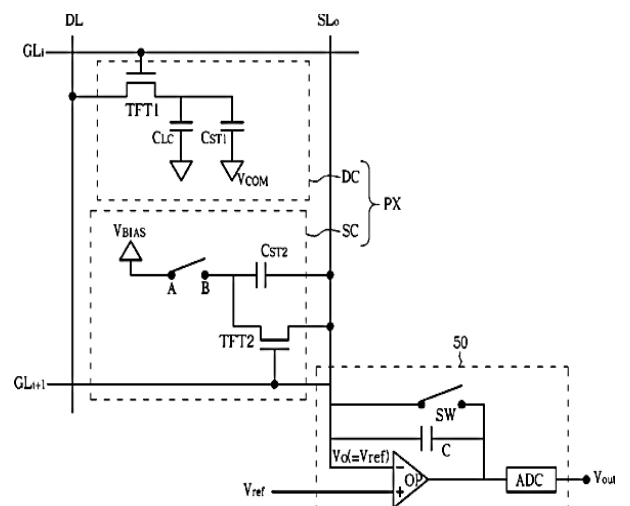 DL
SLo
GLi
TFT1
CLC
CST1
VCOM
DC
PX
SC
VBIAS
CST2
A
B
TFT2
50
GLi+1
SW
C
Vo(=Vref)
OP
Vref
ADC
Vout